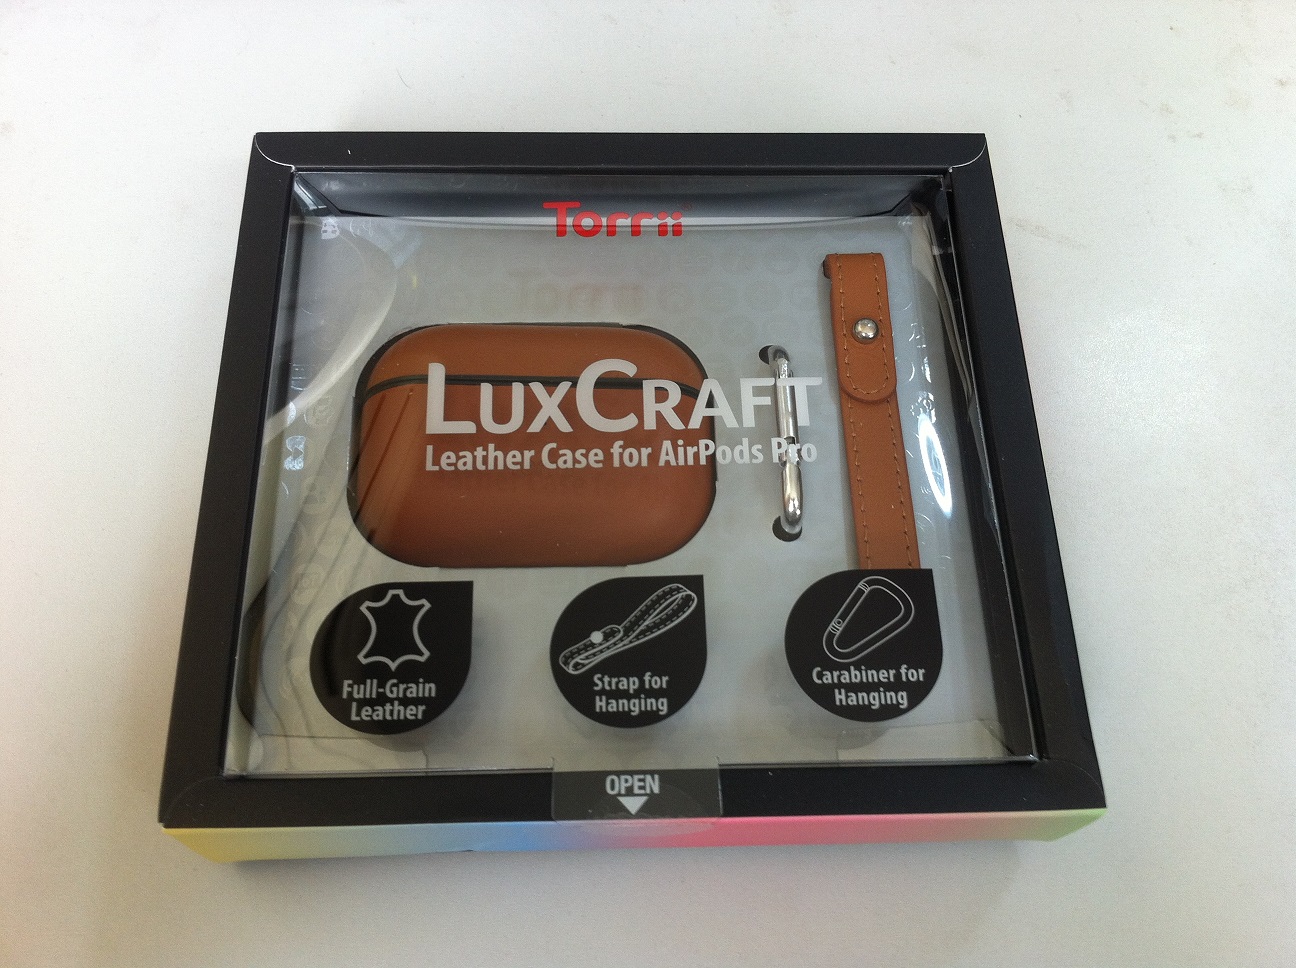 Torrii
LUXCRAFT
Leather Case for AirPods Pro
Full-Grain
Leather
Strap for
Hanging
Carabiner for
Hanging
OPEN